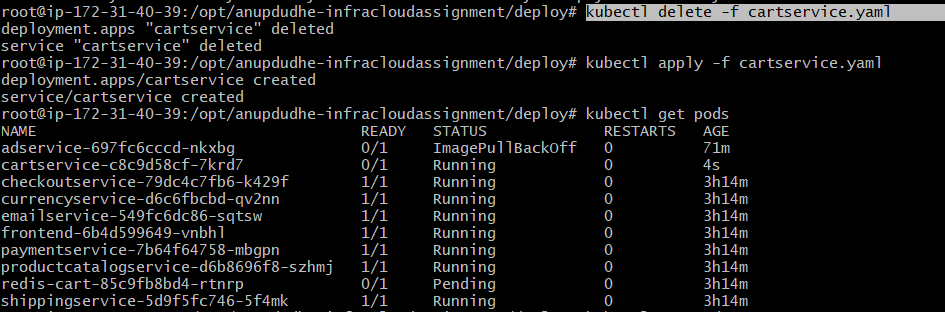 root@ip-172-31-40-39:/opt/anupdudhe-infracloudassignment/deploy# kubectl delete -f cartservice.yaml
deployment.apps "cartservice" deleted
service "cartservice" deleted
root@ip-172-31-40-39:/opt/anupdudhe-infracloudassignment/deploy# kubectl apply -f cartservice.yaml
deployment.apps/cartservice created
service/cartservice created
root@ip-172-31-40-39:/opt/anupdudhe-infracloudassignment/deploy# kubectl get pods
NAME READY STATUS RESTARTS AGE
adservice-697fc6cccd-nkxbg 0/1 ImagePullBackOff 0 71m
cartservice-c8c9d58cf-7krd7 0/1 Running 0 4s
checkoutservice-79dc4c7fb6-k429f 1/1 Running 0 3h14m
currencyservice-d6c6fbcbd-qv2nn 1/1 Running 0 3h14m
emailservice-549fc6dc86-sqtsw 1/1 Running 0 3h14m
frontend-6b4d599649-vnbhl 1/1 Running 0 3h14m
paymentservice-7b64f64758-mbgpn 1/1 Running 0 3h14m
productcatalogservice-d6b8696f8-szhmj 1/1 Running 0 3h14m
redis-cart-85c9fb8bd4-rtnrp 0/1 Pending 0 3h14m
shippingservice-5d9f5fc746-5f4mk 1/1 Running 0 3h14m